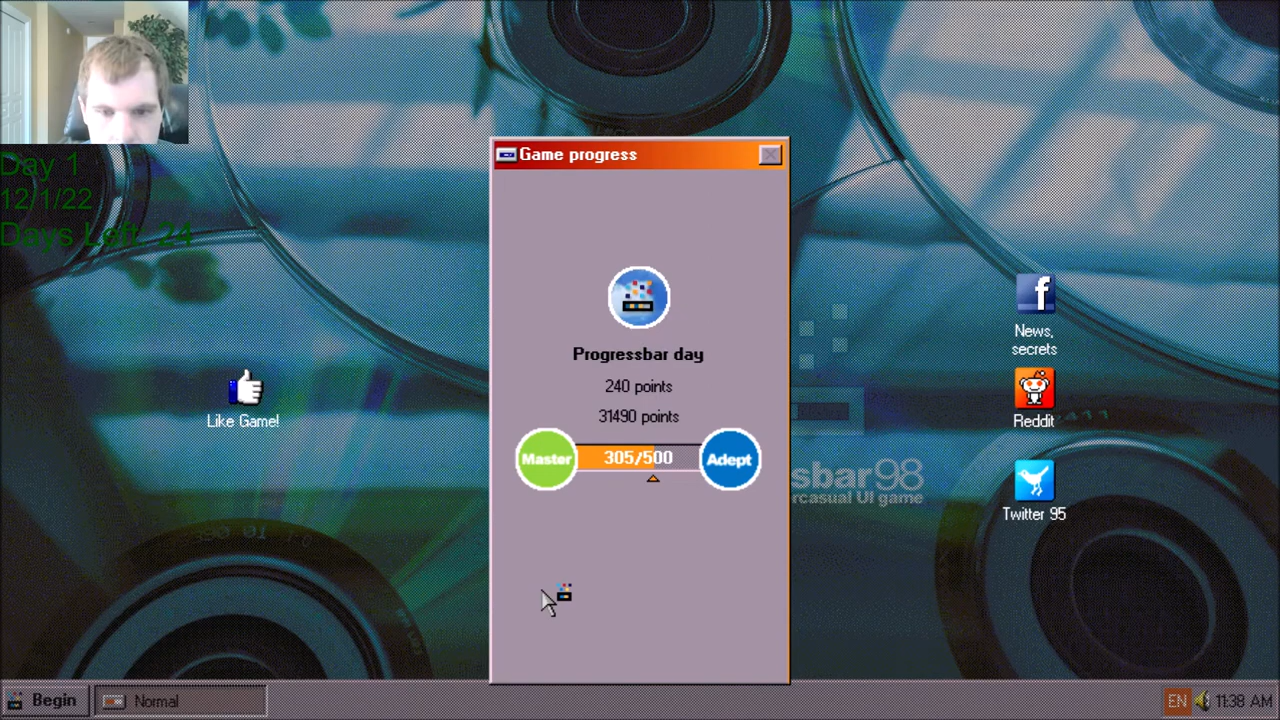 Day 1
12/1/22
Days Left: 24
Game progress
Progressbar day
240 points
31490 points
Master
305/500
Adept
Like Game!
News,
secrets
Reddit
Twitter 95
sbar98
rcasual UI game
Begin
Normal
EN
11:38 AM